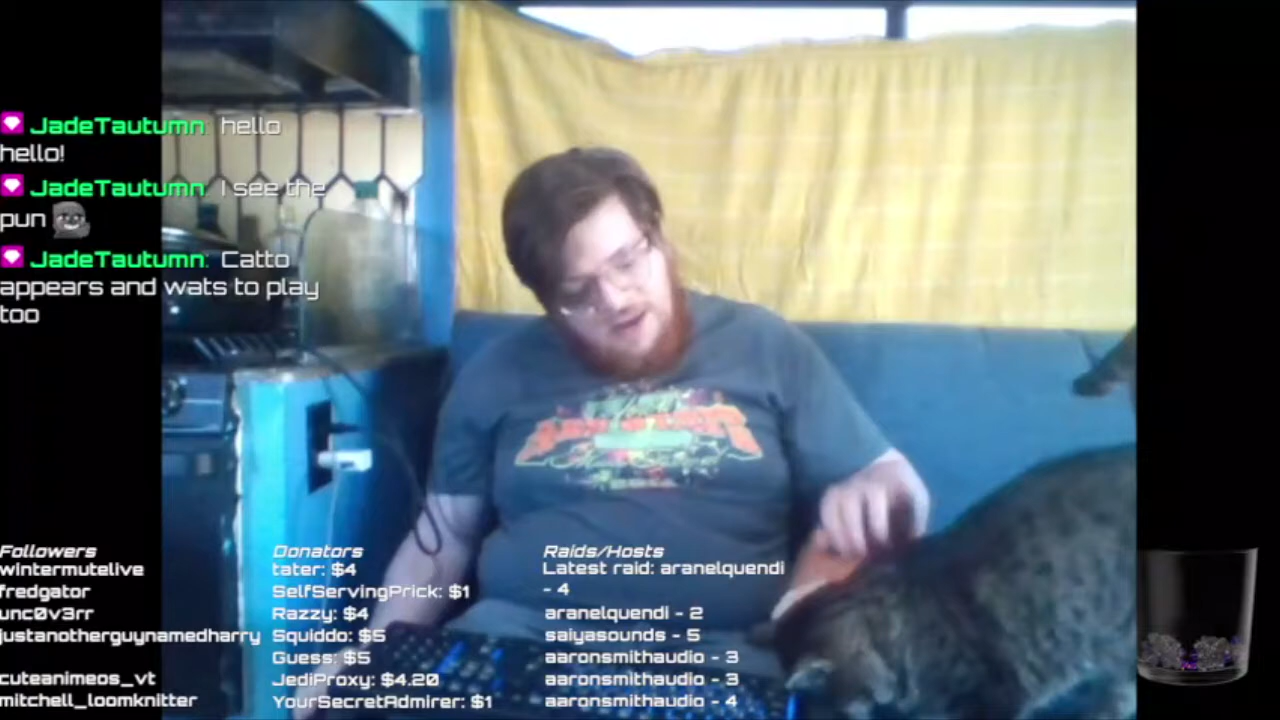 JadeTautumn: hello
hello!
JadeTautumn: I see the
pun
JadeTautumn: Catto
appears and wats to play
too
Followers
wintermutelive
fredgator
unc0v3rr
justanotherguynamedharry
cuteanimeos_vt
mitchell_loomknitter
Donators
tater: $4
SelfServingPrick: $1
Razzy: $4
Squiddo: $5
Guess: $5
JediProxy: $4.20
YourSecretAdmirer: $1
Raids/Hosts
Latest raid: aranelquendi
- 4
aranelquendi - 2
saiyasounds - 5
aaronsmithaudio - 3
aaronsmithaudio - 3
aaronsmithaudio - 4